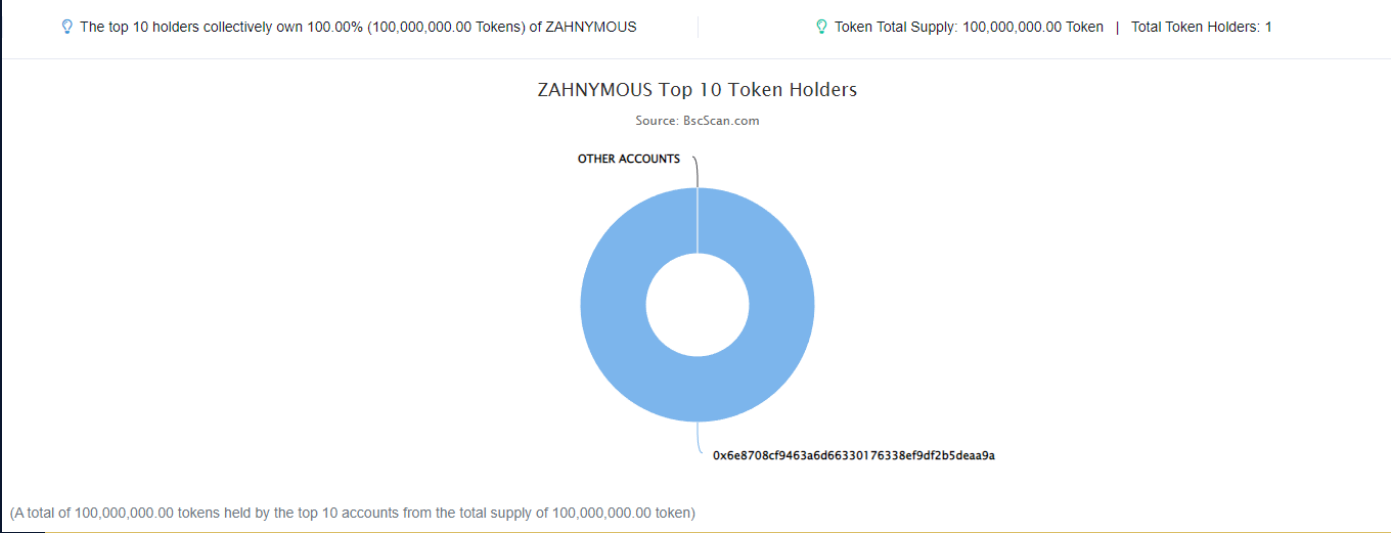 The top 10 holders collectively own 100.00% (100,000,000.00 Tokens) of ZAHNYMOUS
Token Total Supply: 100,000,000.00 Token | Total Token Holders: 1
ZAHNYMOUS Top 10 Token Holders
Source: BscScan.com
OTHER ACCOUNTS
0x6e8708cf9463a6d66330176338ef9df2b5deaa9a
(A total of 100,000,000.00 tokens held by the top 10 accounts from the total supply of 100,000,000.00 token)